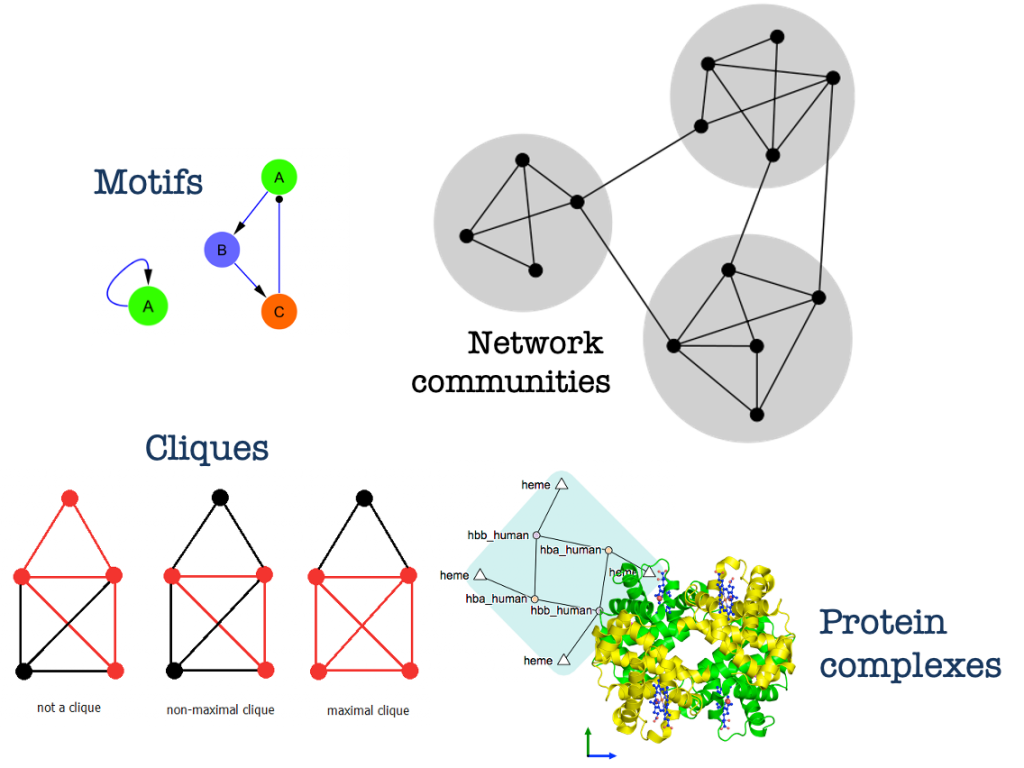 Motifs
A
B
A
C
Network
communities
Cliques
not a clique
non-maximal clique
maximal clique
heme
hbb_human
hba_human
heme
heme
hba_human
hbb_human
heme
Protein
complexes